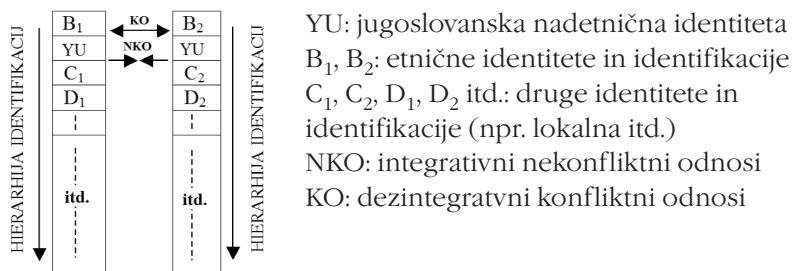 HIERARHIJA IDENTIFIKACIJ
B₁ KO B₂
YU NKO YU
C₁ C₂
D₁ D₂
itd. itd.
HIERARHIJA IDENTIFIKACIJ
YU: jugoslovanska nadetnična identiteta
B₁, B₂: etnične identitete in identifikacije
C₁, C₂, D₁, D₂ itd.: druge identitete in
identifikacije (npr. lokalna itd.)
NKO: integrativni nekonfliktni odnosi
KO: dezintegratvni konfliktni odnosi